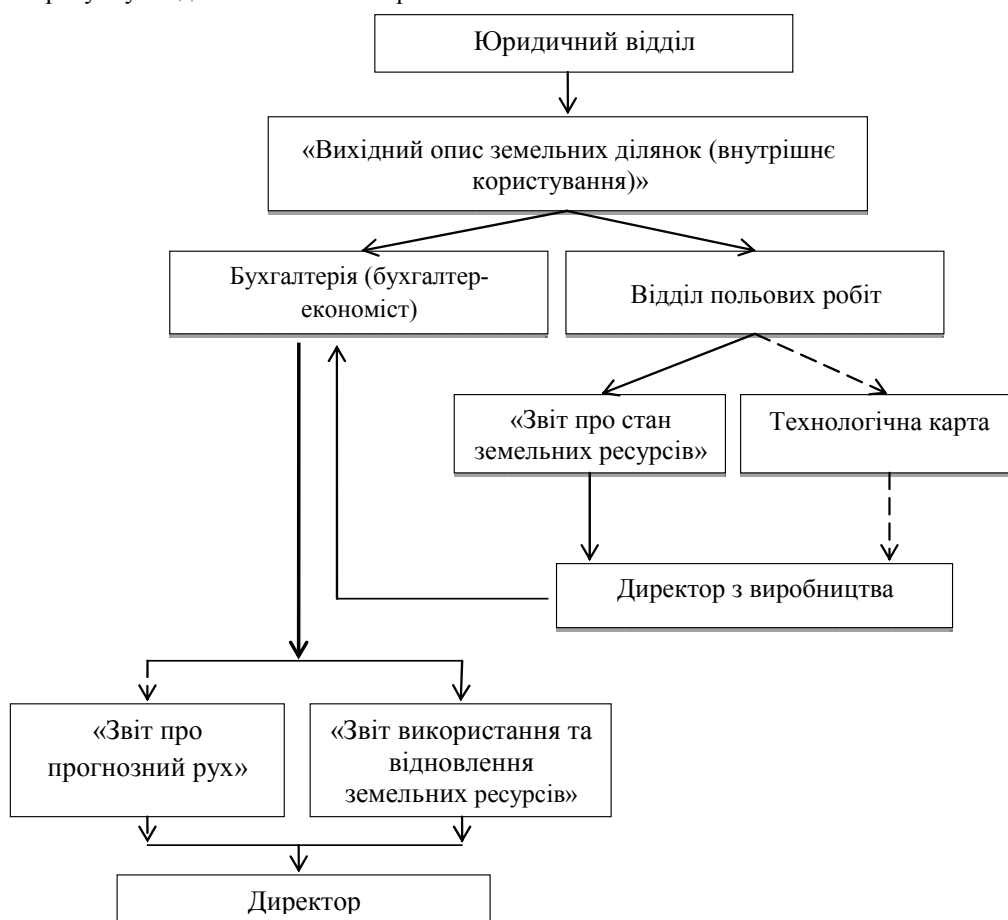 Юридичний відділ
«Вихідний опис земельних ділянок (внутрішнє
користування)»
Бухгалтерія (бухгалтер-
економіст)
Відділ польових робіт
«Звіт про стан
земельних ресурсів»
Технологічна карта
Директор з виробництва
«Звіт про
прогнозний рух»
«Звіт використання та
відновлення
земельних ресурсів»
Директор